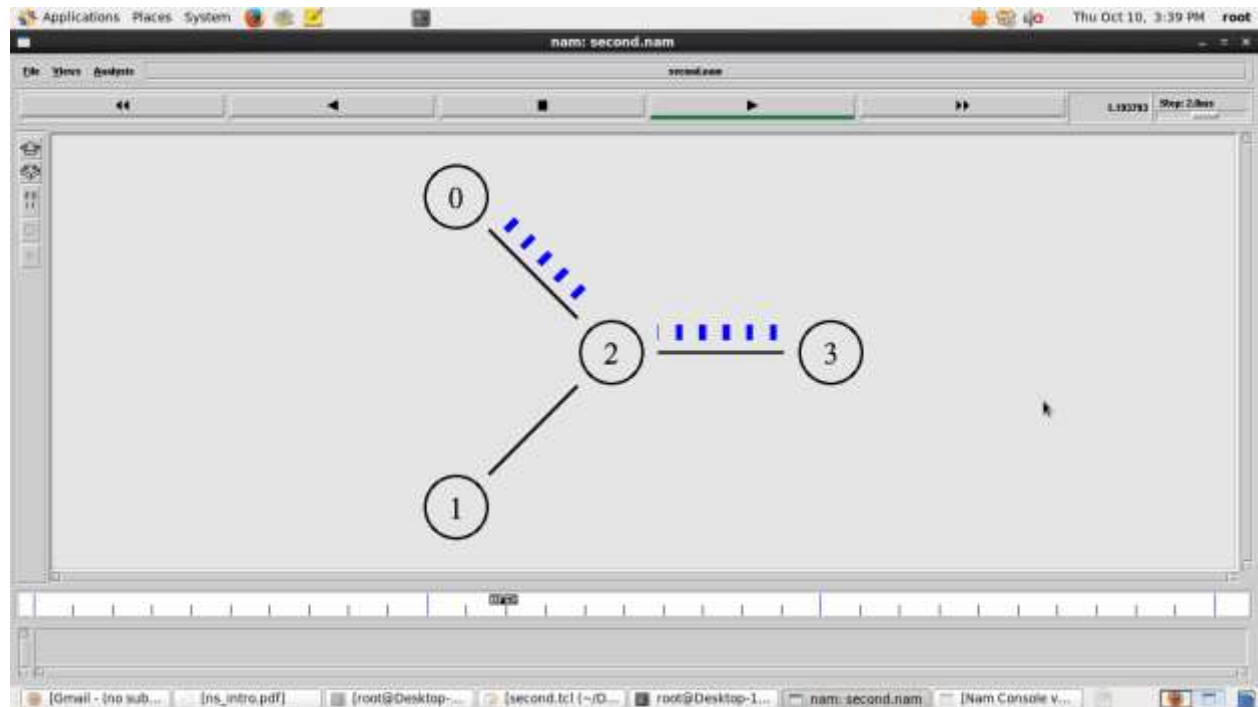 Applications Places System Thu Oct 10, 3:39 PM root
nam: second.nam
File Views Analysis second.nam
1.193793 Step: 2.0ms
0
2 3
1
[Gmail - (no sub... [ns_intro.pdf] [root@Desktop-... [second.tcl (~/D... root@Desktop-1... nam: second.nam [Nam Console v...